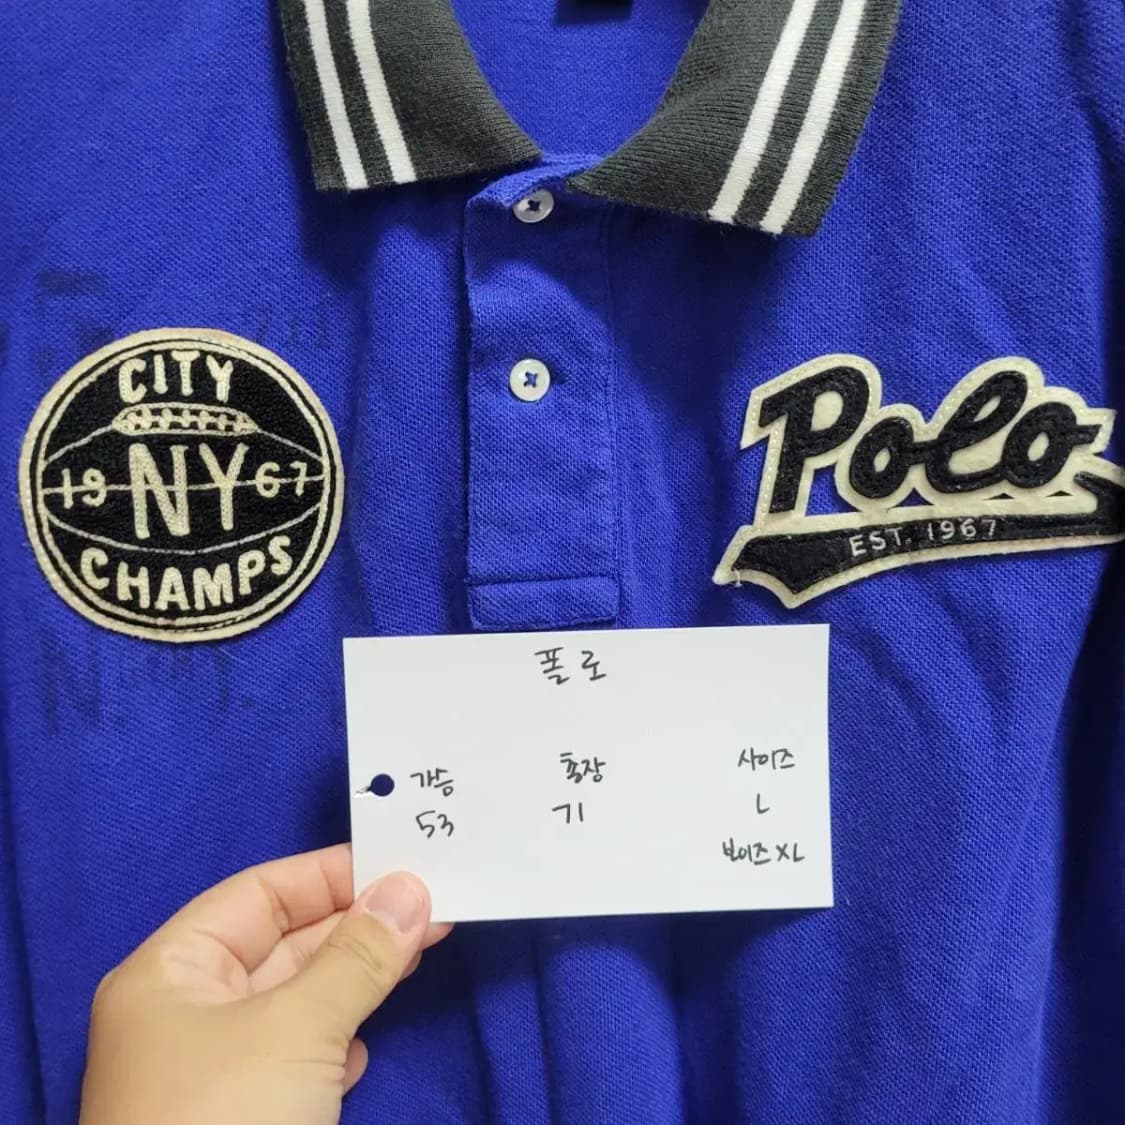 CITY
19 NY 67
CHAMPS
Polo
EST. 1967
폴로
가슴 총장 사이즈
53 71 L
보이즈 XL